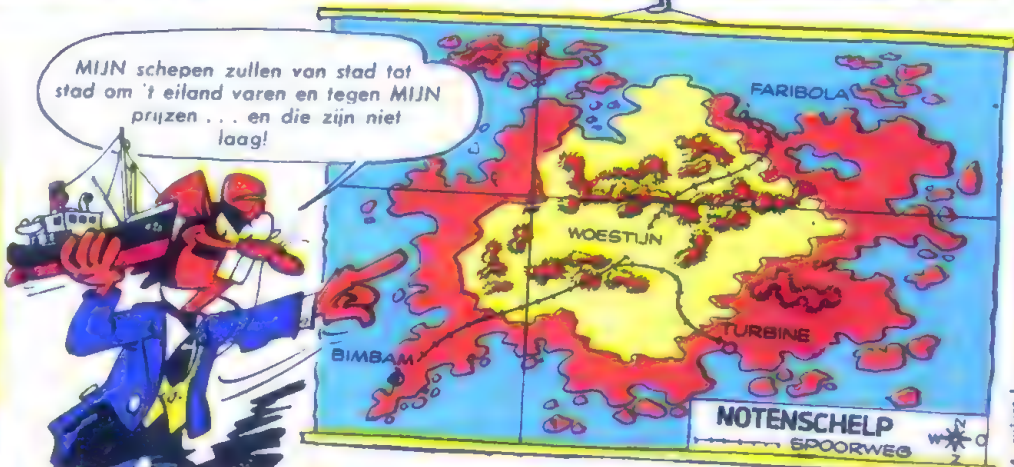 MIJN schepen zullen van stad tot
stad om 't eiland varen en tegen MIJN
prijzen . . . en die zijn niet
laag!
FARIBOLA
WOESTIJN
TURBINE
BIMBAM
NOTENSCHELP
SPOORWEG
W O
Z